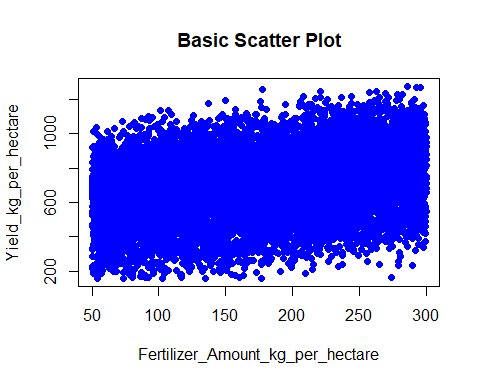 Basic Scatter Plot
Yield_kg_per_hectare
1000
600
200
50 100 150 200 250 300
Fertilizer_Amount_kg_per_hectare